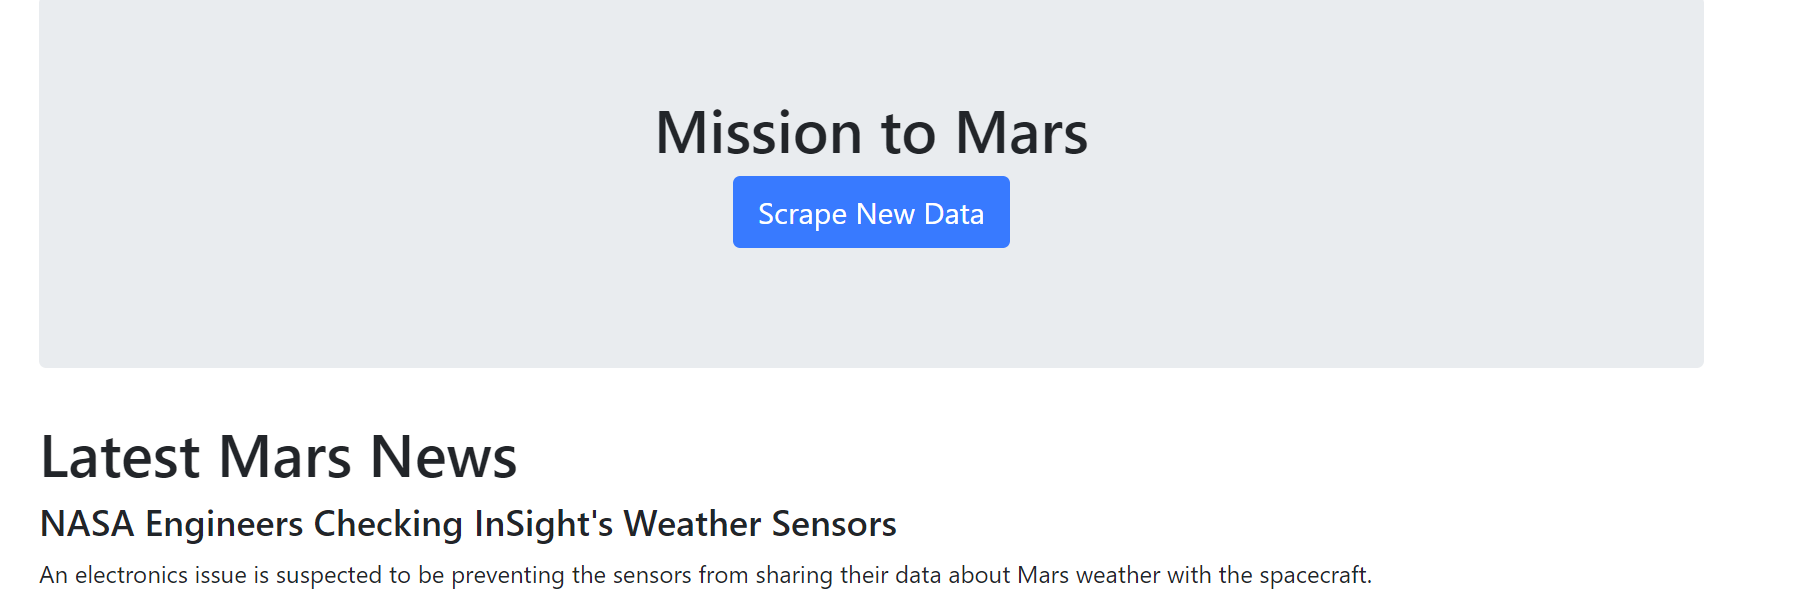 Mission to Mars
Scrape New Data
Latest Mars News
NASA Engineers Checking InSight's Weather Sensors
An electronics issue is suspected to be preventing the sensors from sharing their data about Mars weather with the spacecraft.